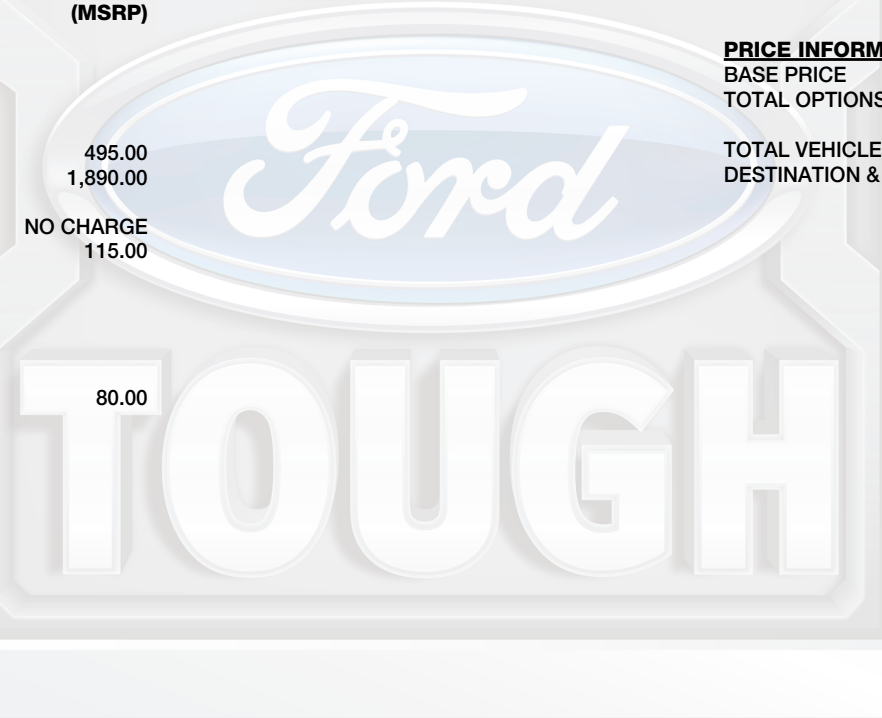 (MSRP)
495.00
1,890.00
NO CHARGE
115.00
80.00
PRICE INFORM
BASE PRICE
TOTAL OPTIONS
TOTAL VEHICLE
DESTINATION &
Ford
TOUGH